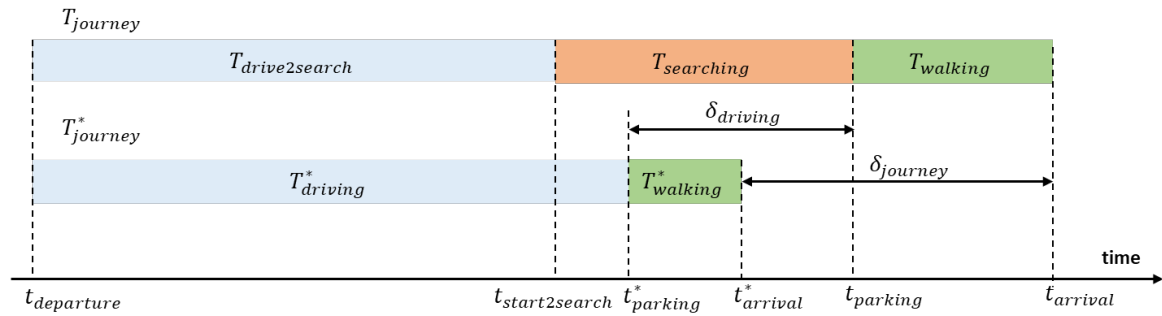 T_journey
T_drive2search T_searching T_walking
δ_driving
T*_journey
T*_driving T*_walking δ_journey
time
t_departure t_start2search t*_parking t*_arrival t_parking t_arrival